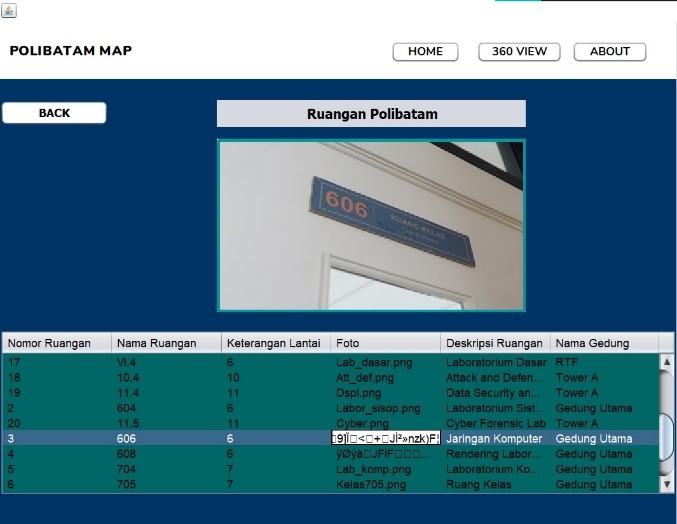 POLIBATAM MAP
HOME
360 VIEW
ABOUT
BACK
Ruangan Polibatam
606
RUANG KELAS
Nomor Ruangan Nama Ruangan Keterangan Lantai Foto Deskripsi Ruangan Nama Gedung
17 VI.4 6 Lab_dasar.png Laboratorium Dasar RTF
18 10.4 10 Att_def.png Attack and Defen... Tower A
19 11.4 11 Dspl.png Data Security an... Tower A
2 604 6 Labor_sisop.png Laboratorium Sist... Gedung Utama
20 11.5 11 Cyber.png Cyber Forensic Lab Tower A
3 606 6 Jaringan Komputer Gedung Utama
4 608 6 Rendering Labor... Gedung Utama
5 704 7 Lab_komp.png Laboratorium Ko... Gedung Utama
6 705 7 Kelas705.png Ruang Kelas Gedung Utama